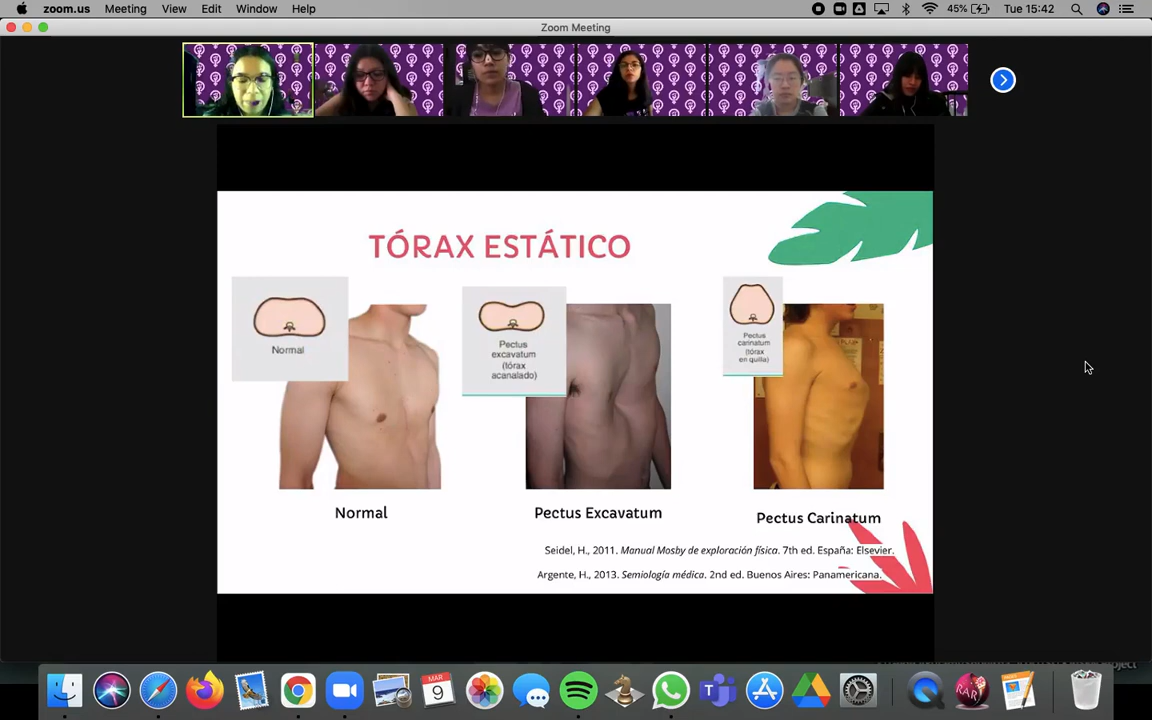 zoom.us Meeting View Edit Window Help 45% Tue 15:42
Zoom Meeting
TÓRAX ESTÁTICO
Normal
Pectus
excavatum
(tórax
acanalado)
Pectus
carinatum
(tórax
en quilla)
Normal
Pectus Excavatum
Pectus Carinatum
Seidel, H., 2011. Manual Mosby de exploración física. 7th ed. España: Elsevier.
Argente, H., 2013. Semiología médica. 2nd ed. Buenos Aires: Panamericana.
MAR
9
RAR
PAGES